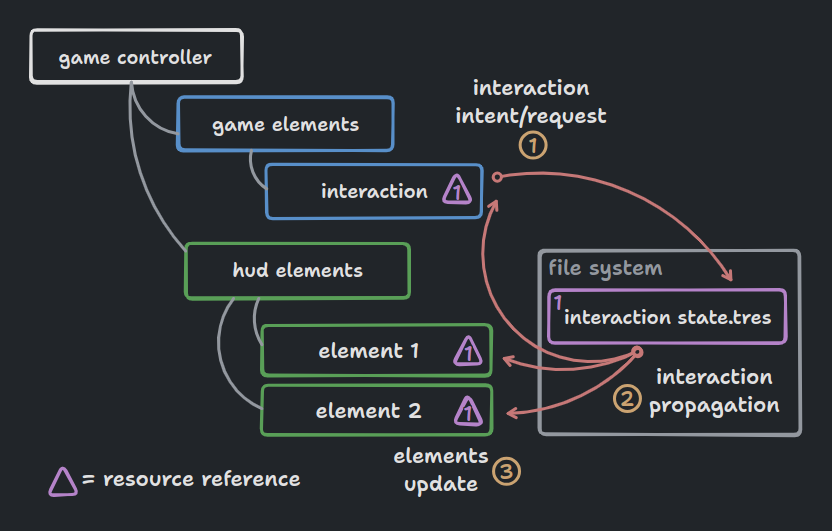 game controller
interaction
intent/request
1
game elements
interaction 1
hud elements
file system
1
interaction state.tres
element 1 1
interaction
2 propagation
element 2 1
elements
update 3
= resource reference